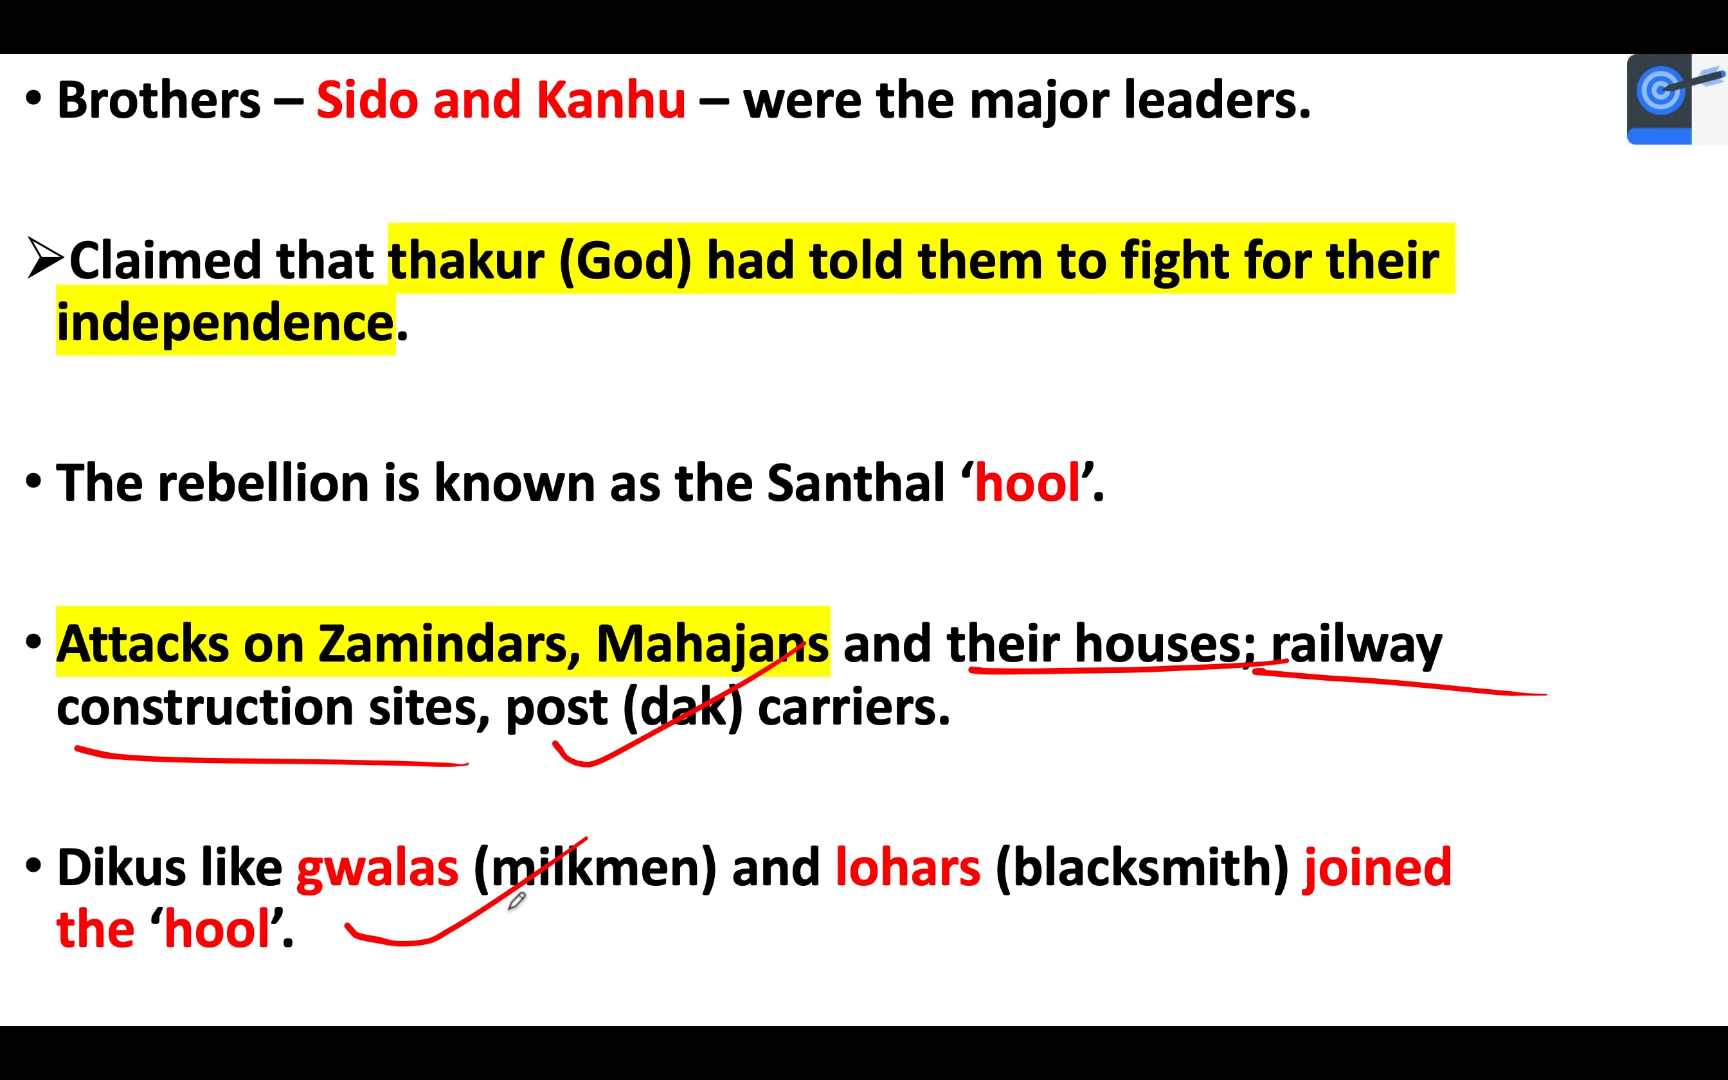 • Brothers – Sido and Kanhu – were the major leaders.
➢Claimed that thakur (God) had told them to fight for their
independence.
• The rebellion is known as the Santhal ‘hool’.
• Attacks on Zamindars, Mahajans and their houses; railway
construction sites, post (dak) carriers.
• Dikus like gwalas (milkmen) and lohars (blacksmith) joined
the ‘hool’.